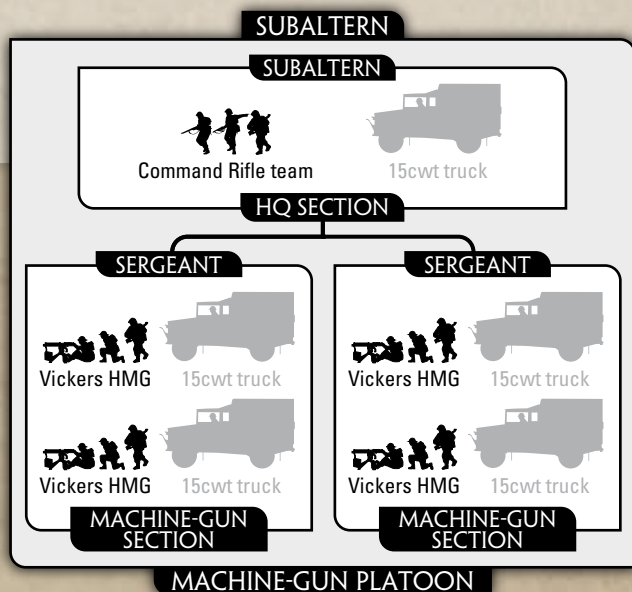 SUBALTERN
SUBALTERN
Command Rifle team 15cwt truck
HQ SECTION
SERGEANT SERGEANT
Vickers HMG 15cwt truck Vickers HMG 15cwt truck
Vickers HMG 15cwt truck Vickers HMG 15cwt truck
MACHINE-GUN MACHINE-GUN
SECTION SECTION
MACHINE-GUN PLATOON